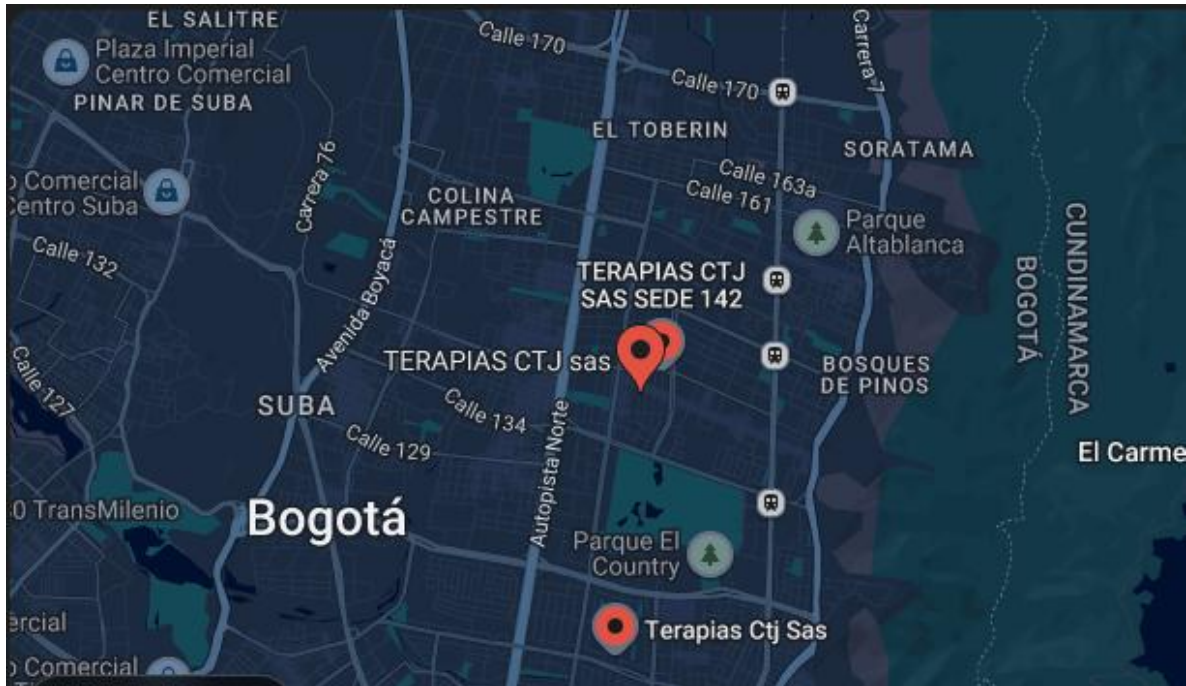 EL SALITRE
Plaza Imperial
Centro Comercial
PINAR DE SUBA
Calle 170
Calle 170
Carrera 7
EL TOBERIN
SORATAMA
Carrera 76
Comercial
Centro Suba
COLINA
CAMPESTRE
Calle 163a
Calle 161
Parque
Altablanca
CUNDINAMARCA
BOGOTÁ
Calle 132
Avenida Boyacá
TERAPIAS CTJ
SAS SEDE 142
TERAPIAS CTJ sas
BOSQUES
DE PINOS
Calle 127
SUBA
Calle 134
Calle 129
Autopista Norte
El Carme
TransMilenio
Bogotá
Parque El
Country
Terapias Ctj Sas
ercial
Comercial